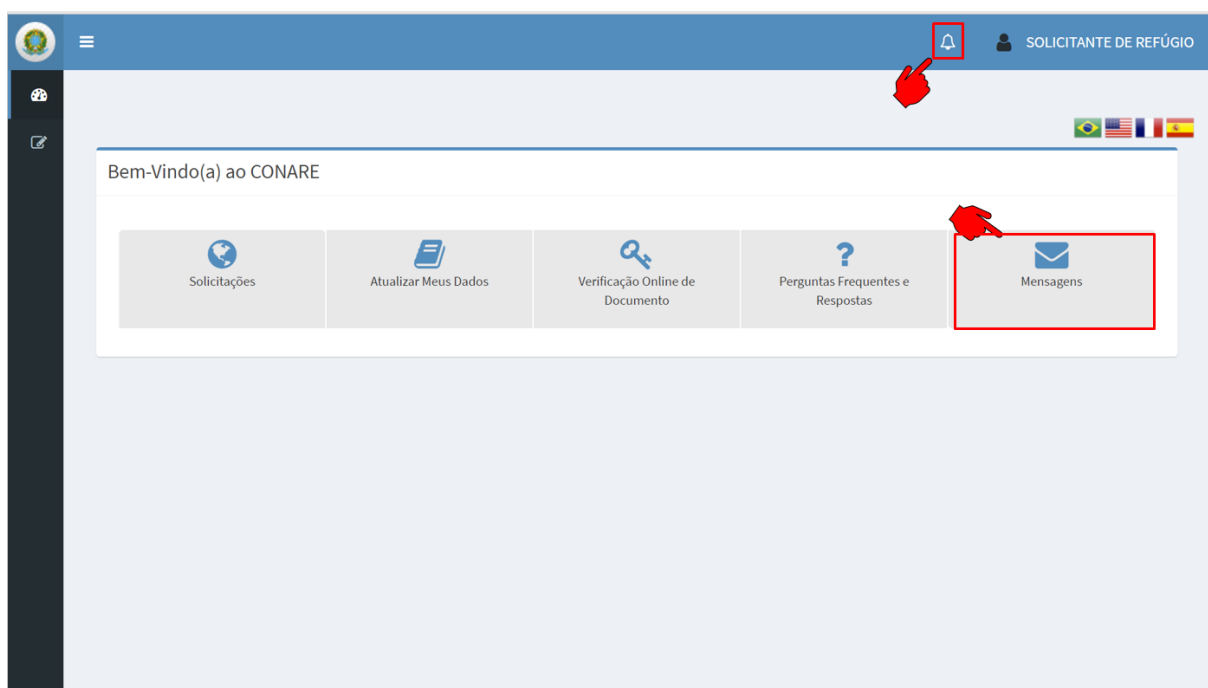 SOLICITANTE DE REFÚGIO
Bem-Vindo(a) ao CONARE
Solicitações
Atualizar Meus Dados
Verificação Online de
Documento
Perguntas Frequentes e
Respostas
Mensagens